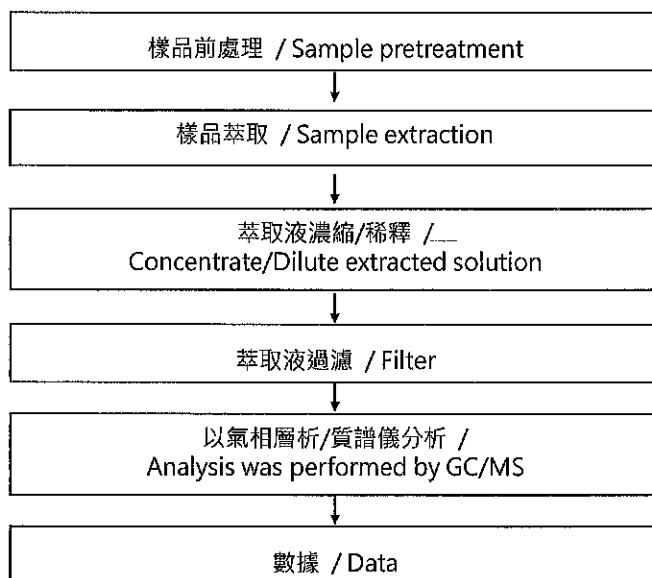 樣品前處理 / Sample pretreatment
樣品萃取 / Sample extraction
萃取液濃縮/稀釋 /
Concentrate/Dilute extracted solution
萃取液過濾 / Filter
以氣相層析/質譜儀分析 /
Analysis was performed by GC/MS
數據 / Data